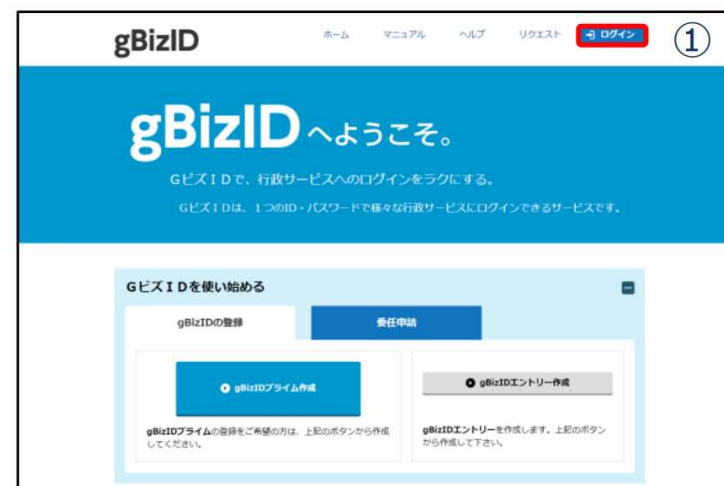 gBizID
ホーム マニュアル ヘルプ リクエスト ログイン
①
gBizIDへようこそ。
GビズIDで、行政サービスへのログインをラクにする。
GビズIDは、1つのID・パスワードで様々な行政サービスにログインできるサービスです。
GビズIDを使い始める
gBizIDの登録 委任申請
gBizIDプライム作成
gBizIDプライムの登録をご希望の方は、上記のボタンから作成
してください。
gBizIDエントリー作成
gBizIDエントリーを作成します。上記のボタン
から作成して下さい。